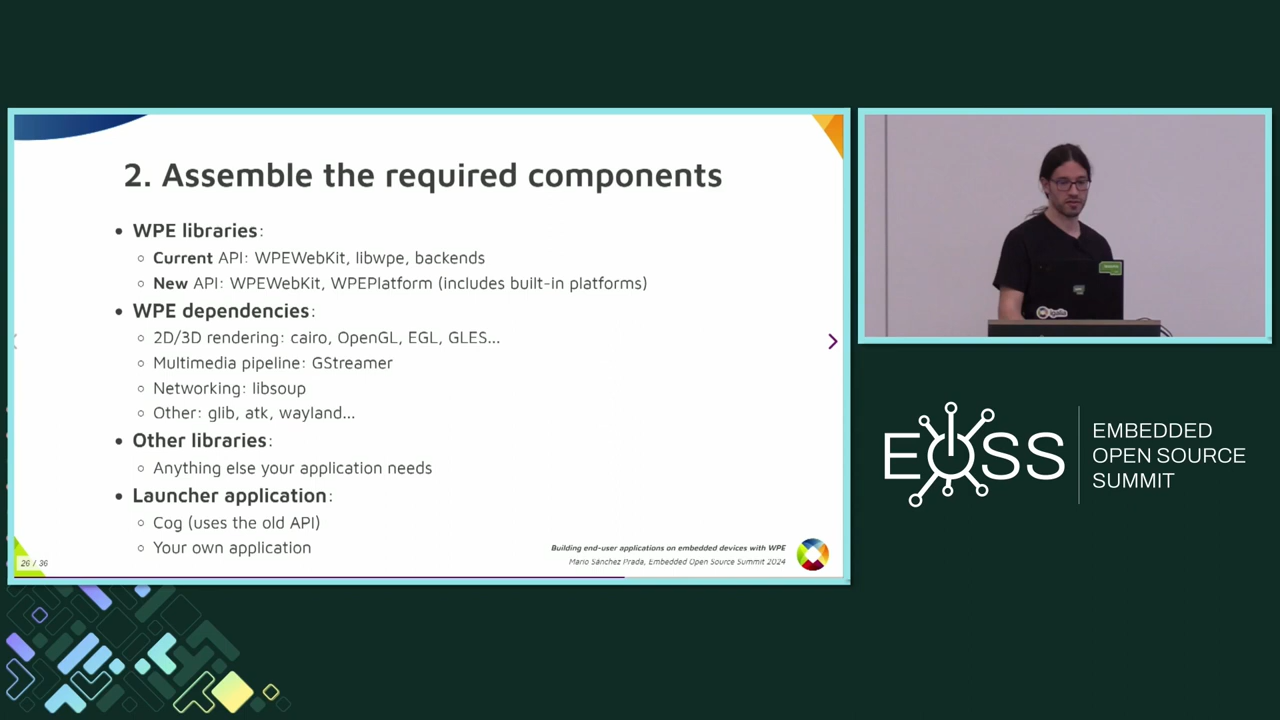 2. Assemble the required components
• WPE libraries:
◦ Current API: WPEWebKit, libwpe, backends
◦ New API: WPEWebKit, WPEPlatform (includes built-in platforms)
• WPE dependencies:
◦ 2D/3D rendering: cairo, OpenGL, EGL, GLES...
◦ Multimedia pipeline: GStreamer
◦ Networking: libsoup
◦ Other: glib, atk, wayland...
• Other libraries:
◦ Anything else your application needs
• Launcher application:
◦ Cog (uses the old API)
◦ Your own application
Building end-user applications on embedded devices with WPE
Mario Sánchez Prada, Embedded Open Source Summit 2024
26 / 36
igalia
EOSS
EMBEDDED
OPEN SOURCE
SUMMIT